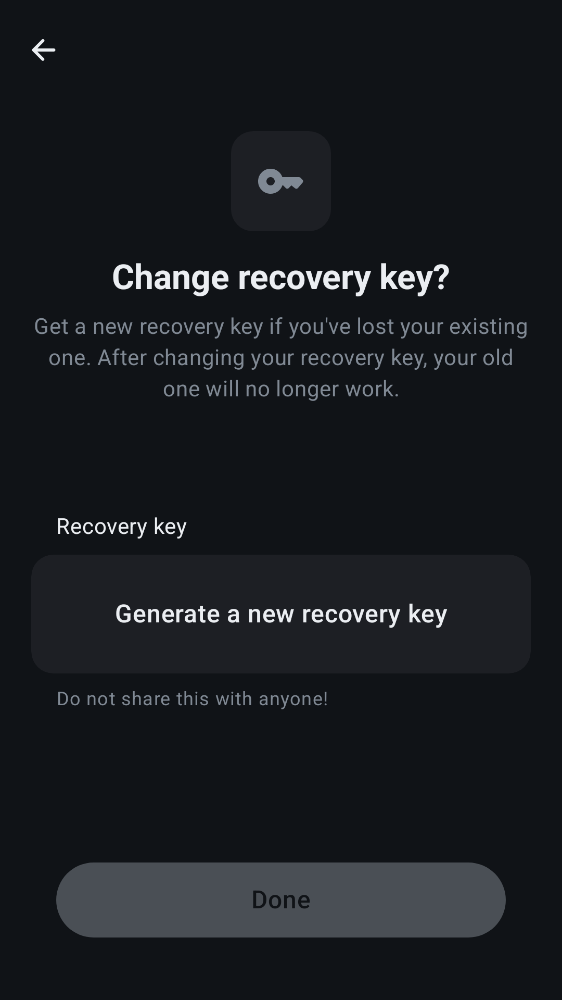 Change recovery key?
Get a new recovery key if you've lost your existing
one. After changing your recovery key, your old
one will no longer work.
Recovery key
Generate a new recovery key
Do not share this with anyone!
Done